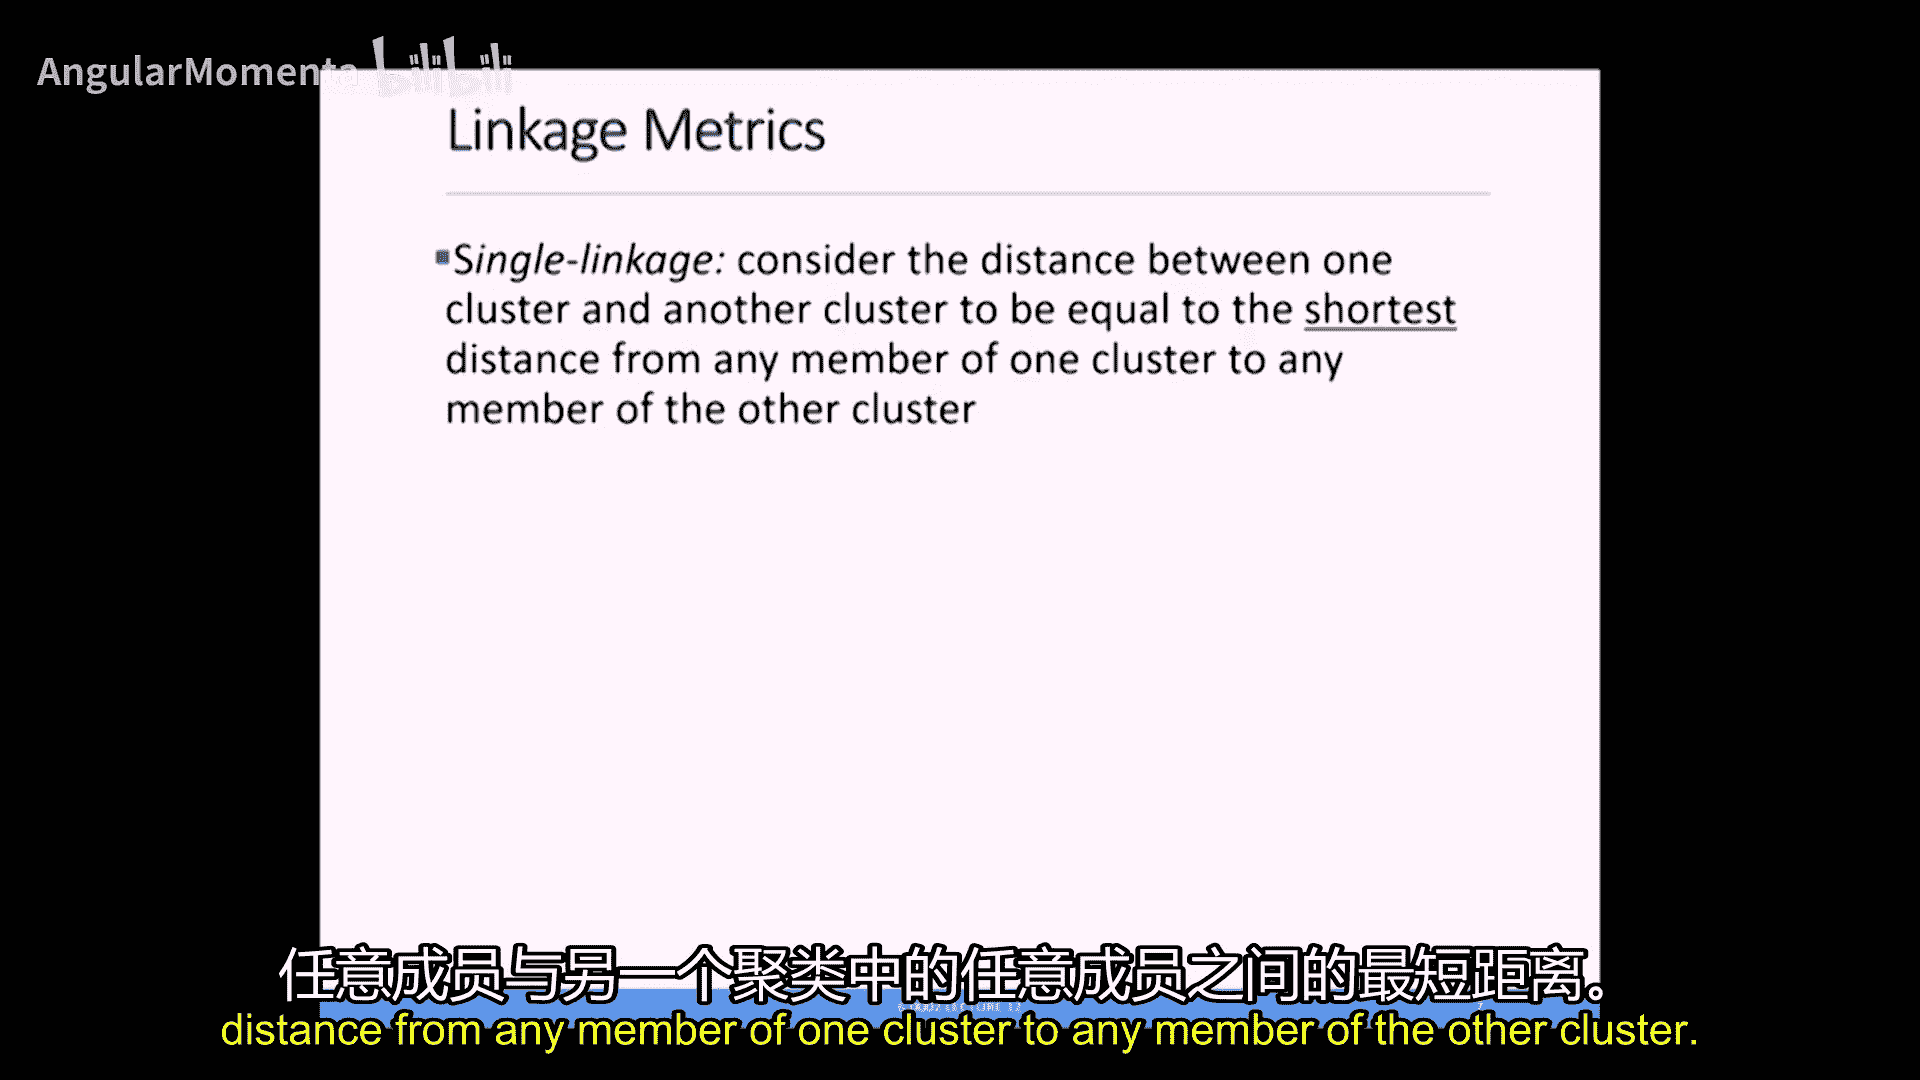 AngularMomenta bilibili
Linkage Metrics
▪Single-linkage: consider the distance between one
cluster and another cluster to be equal to the shortest
distance from any member of one cluster to any
member of the other cluster
任意成员与另一个聚类中的任意成员之间的最短距离。
distance from any member of one cluster to any member of the other cluster.